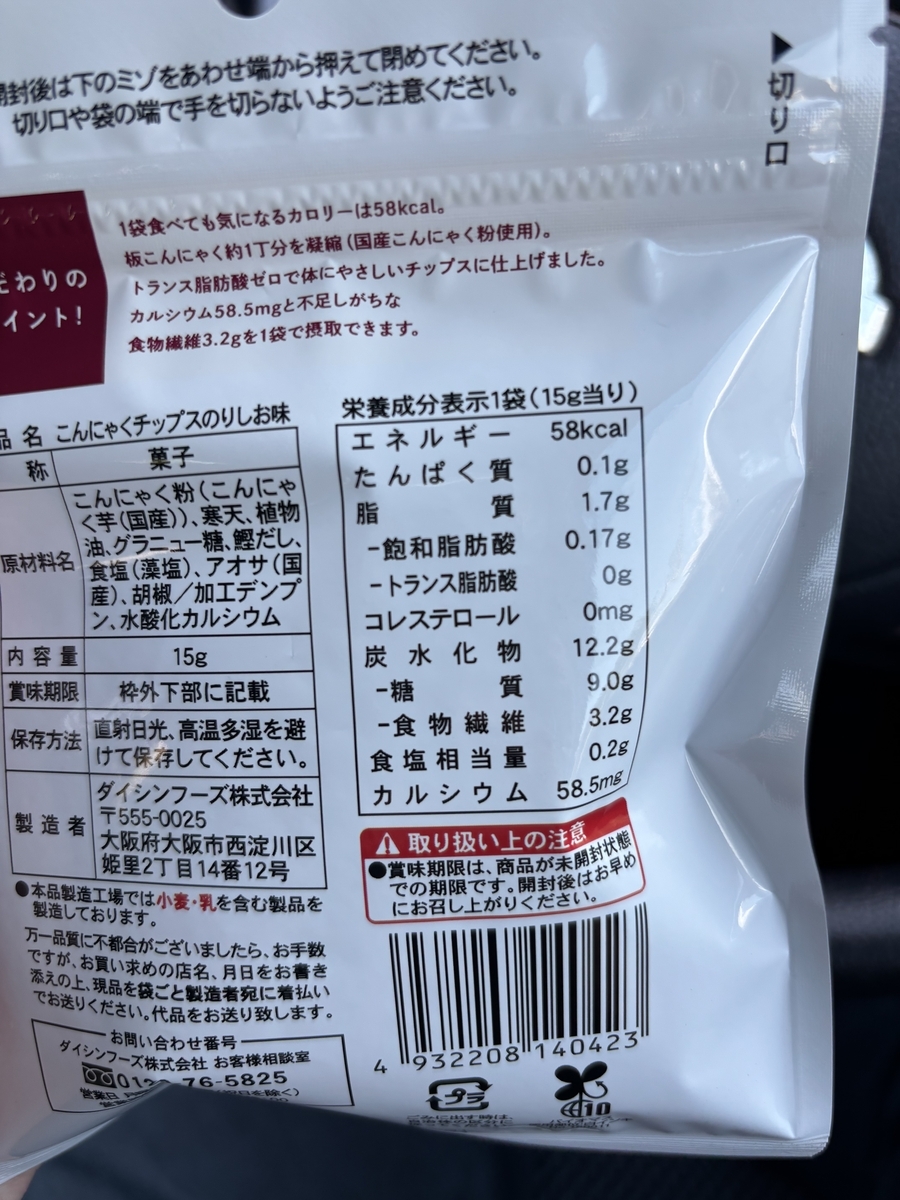 開封後は下のミゾをあわせ端から押えて閉めてください。
切り口や袋の端で手を切らないようご注意ください。
▶切り口
だわりの
イント!
1袋食べても気になるカロリーは58kcal。
板こんにゃく約1丁分を凝縮(国産こんにゃく粉使用)。
トランス脂肪酸ゼロで体にやさしいチップスに仕上げました。
カルシウム58.5mgと不足しがちな
食物繊維3.2gを1袋で摂取できます。
品名 こんにゃくチップスのりしお味
称 菓子
原材料名 こんにゃく粉(こんにゃ
く芋(国産))、寒天、植物
油、グラニュー糖、鰹だし、
食塩(藻塩)、アオサ(国
産)、胡椒/加工デンプ
ン、水酸化カルシウム
内容量 15g
賞味期限 枠外下部に記載
保存方法 直射日光、高温多湿を避
けて保存してください。
製造者 ダイシンフーズ株式会社
〒555-0025
大阪府大阪市西淀川区
姫里2丁目14番12号
●本品製造工場では小麦・乳を含む製品を
製造しております。
万一品質に不都合がございましたら、お手数
ですが、お買い求めの店名、月日をお書き
添えの上、現品を袋ごと製造者宛に着払い
でお送りください。代品をお送り致します。
お問い合わせ番号
ダイシンフーズ株式会社 お客様相談室
76-5825
営業日
栄養成分表示1袋(15g当り)
エネルギー 58kcal
たんぱく質 0.1g
脂質 1.7g
-飽和脂肪酸 0.17g
-トランス脂肪酸 0g
コレステロール 0mg
炭水化物 12.2g
-糖質 9.0g
-食物繊維 3.2g
食塩相当量 0.2g
カルシウム 58.5mg
取り扱い上の注意
●賞味期限は、商品が未開封状態
での期限です。開封後はお早め
にお召し上がりください。
4 932208 140423
プラ
10